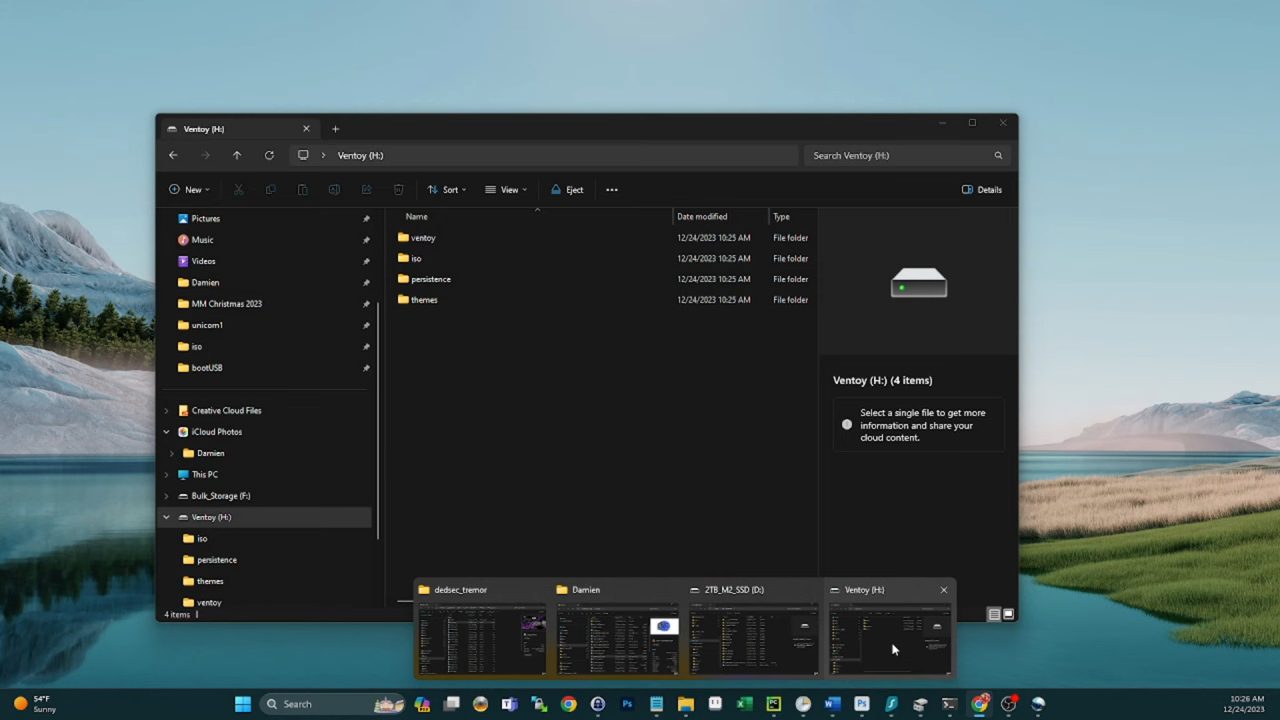 Ventoy (H:)
Ventoy (H:)
Search Ventoy (H:)
New
Sort
View
Eject
Details
Pictures
Music
Videos
Damien
MM Christmas 2023
unicorn1
iso
bootUSB
Creative Cloud Files
iCloud Photos
Damien
This PC
Bulk_Storage (F:)
Ventoy (H:)
iso
persistence
themes
ventoy
4 items
Name Date modified Type
ventoy 12/24/2023 10:25 AM File folder
iso 12/24/2023 10:25 AM File folder
persistence 12/24/2023 10:25 AM File folder
themes 12/24/2023 10:25 AM File folder
Ventoy (H:) (4 items)
Select a single file to get more
information and share your
cloud content.
dedsec_tremor
Damien
2TB_M2_SSD (D:)
Ventoy (H:)
54°F
Sunny
Search
10:26 AM
12/24/2023